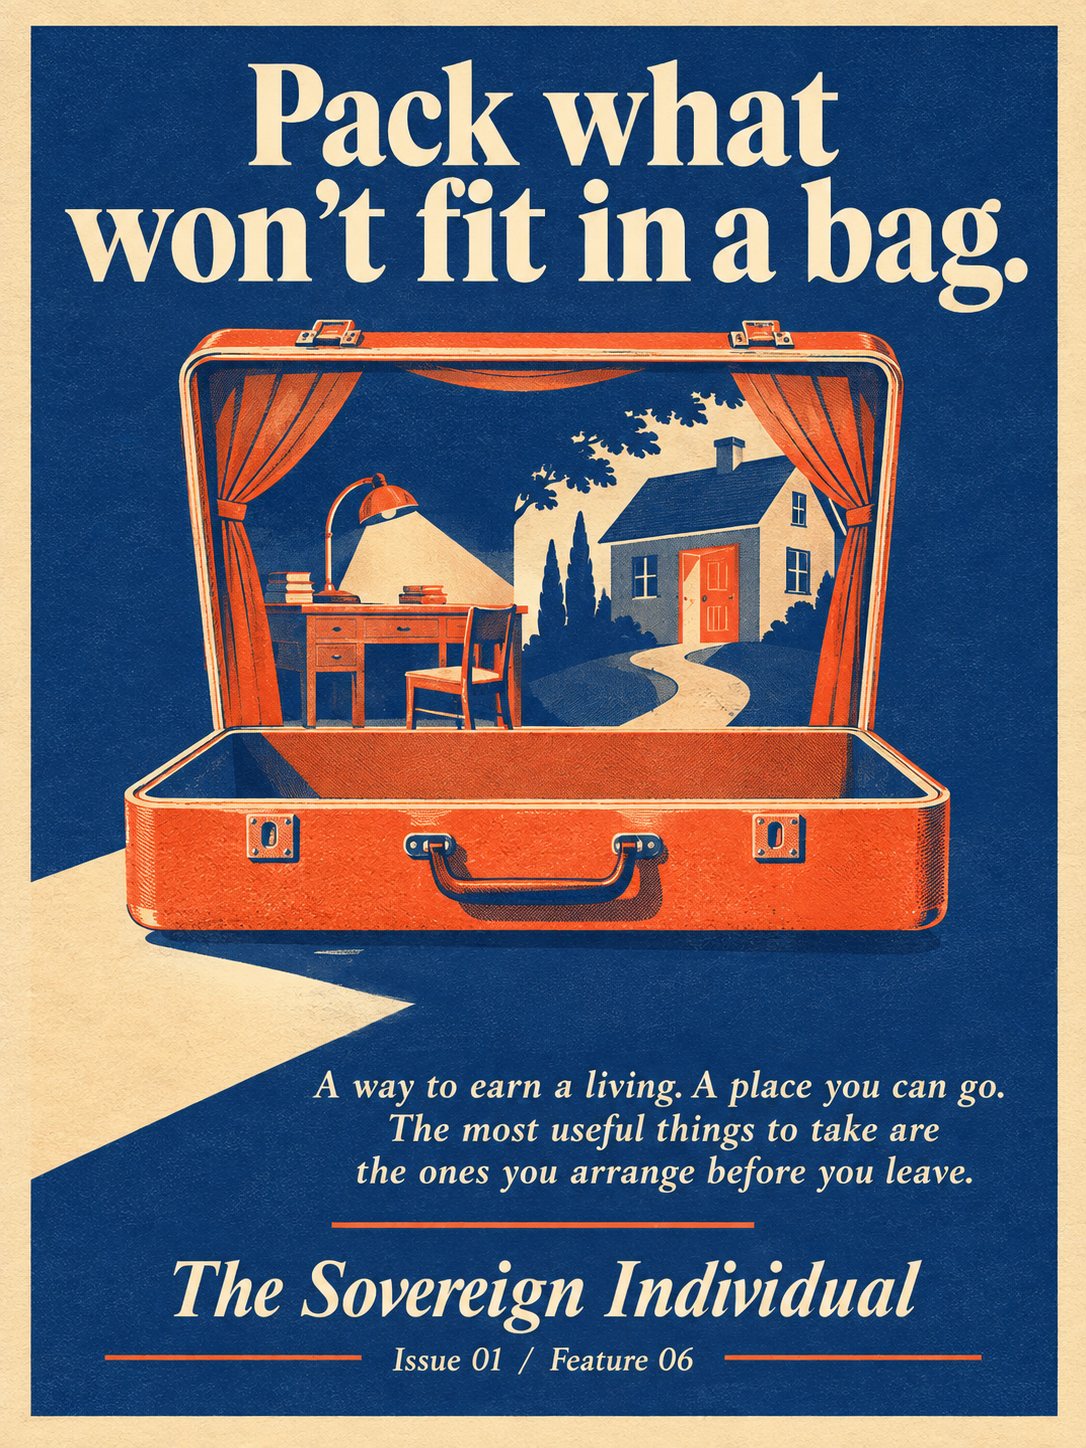 Pack what
won’t fit in a bag.
A way to earn a living. A place you can go.
The most useful things to take are
the ones you arrange before you leave.
The Sovereign Individual
Issue 01 / Feature 06